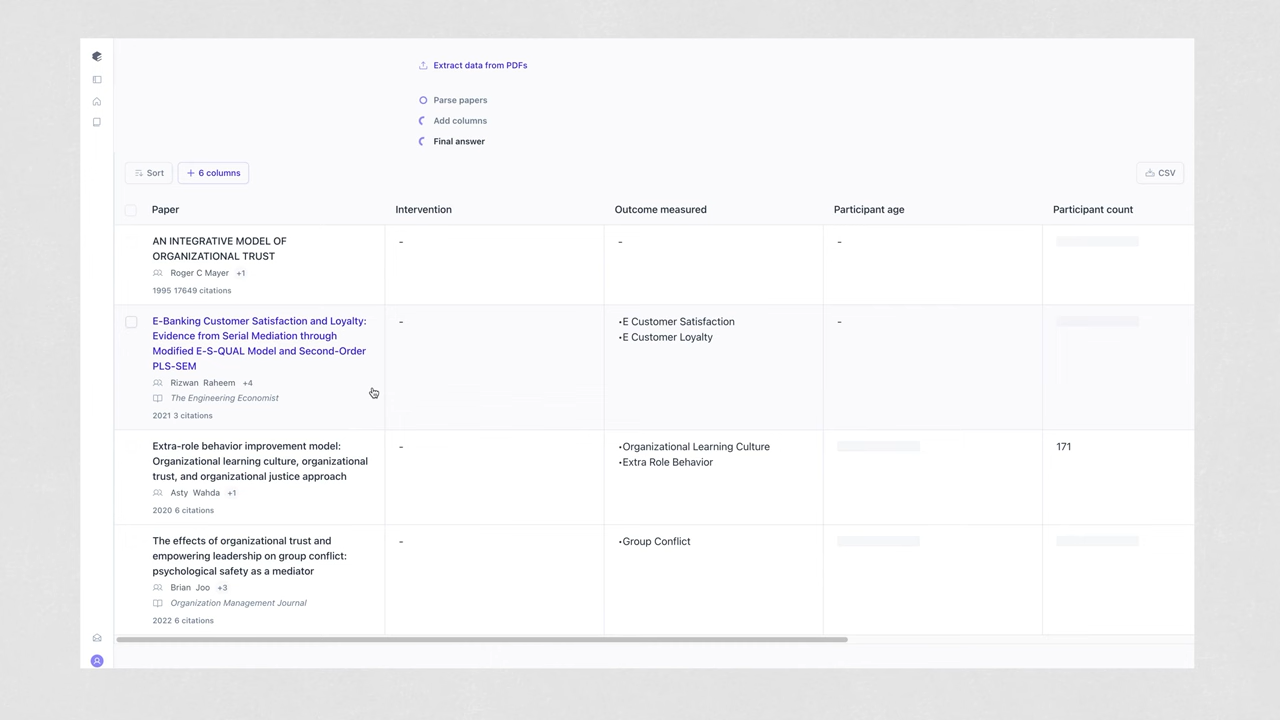 Extract data from PDFs
Parse papers
Add columns
Final answer
Sort
+ 6 columns
CSV
Paper
Intervention
Outcome measured
Participant age
Participant count
AN INTEGRATIVE MODEL OF
ORGANIZATIONAL TRUST
Roger C Mayer +1
1995 17649 citations
-
-
-
E-Banking Customer Satisfaction and Loyalty:
Evidence from Serial Mediation through
Modified E-S-QUAL Model and Second-Order
PLS-SEM
Rizwan Raheem +4
The Engineering Economist
2021 3 citations
-
•E Customer Satisfaction
•E Customer Loyalty
-
Extra-role behavior improvement model:
Organizational learning culture, organizational
trust, and organizational justice approach
Asty Wahda +1
2020 6 citations
-
•Organizational Learning Culture
•Extra Role Behavior
171
The effects of organizational trust and
empowering leadership on group conflict:
psychological safety as a mediator
Brian Joo +3
Organization Management Journal
2022 6 citations
-
•Group Conflict